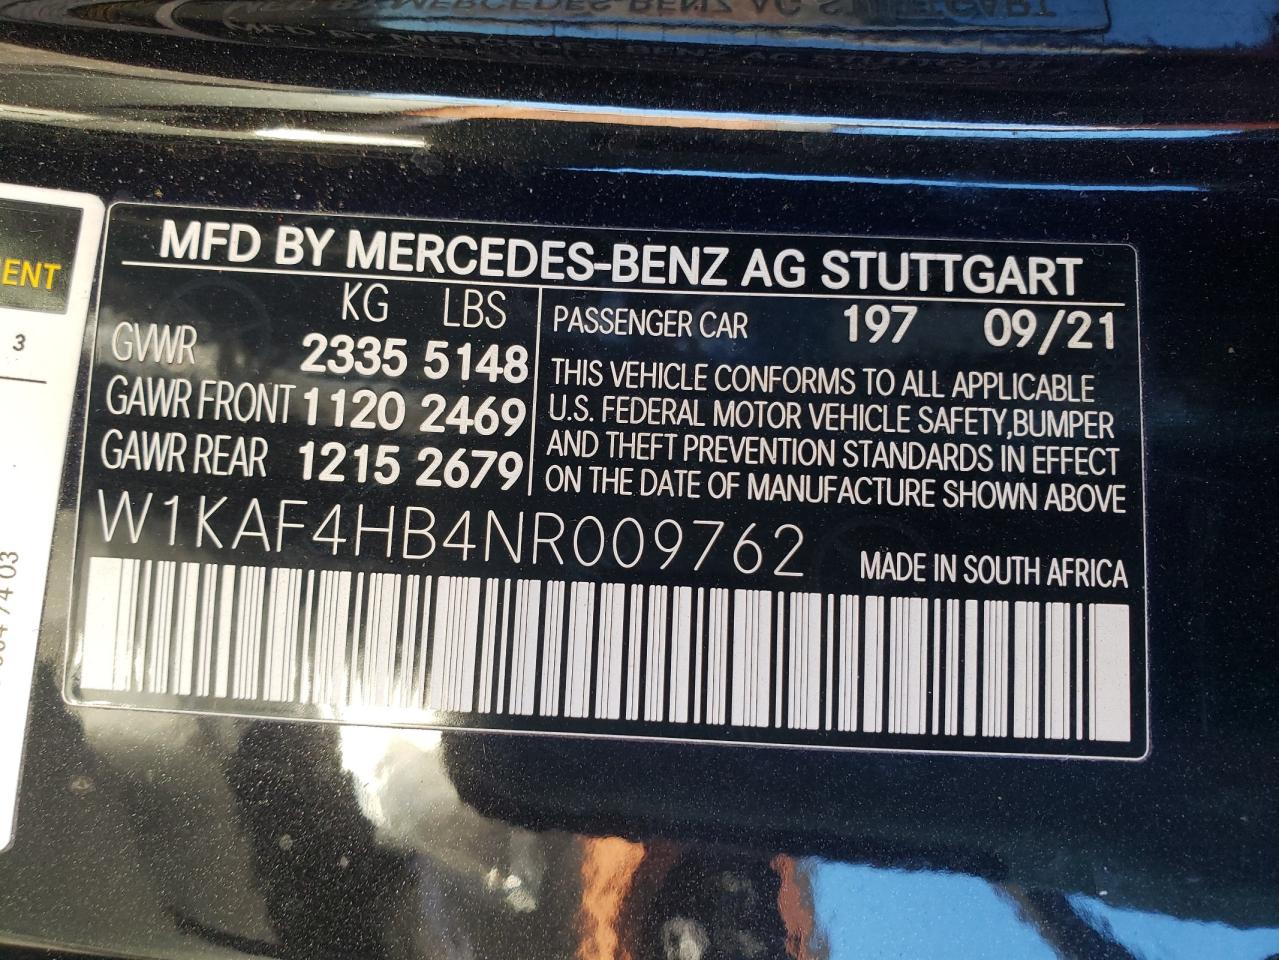 MFD BY MERCEDES-BENZ AG STUTTGART
KG LBS
GVWR 2335 5148
GAWR FRONT 1120 2469
GAWR REAR 1215 2679
PASSENGER CAR 197 09/21
THIS VEHICLE CONFORMS TO ALL APPLICABLE
U.S. FEDERAL MOTOR VEHICLE SAFETY,BUMPER
AND THEFT PREVENTION STANDARDS IN EFFECT
ON THE DATE OF MANUFACTURE SHOWN ABOVE
W1KAF4HB4NR009762
MADE IN SOUTH AFRICA
3